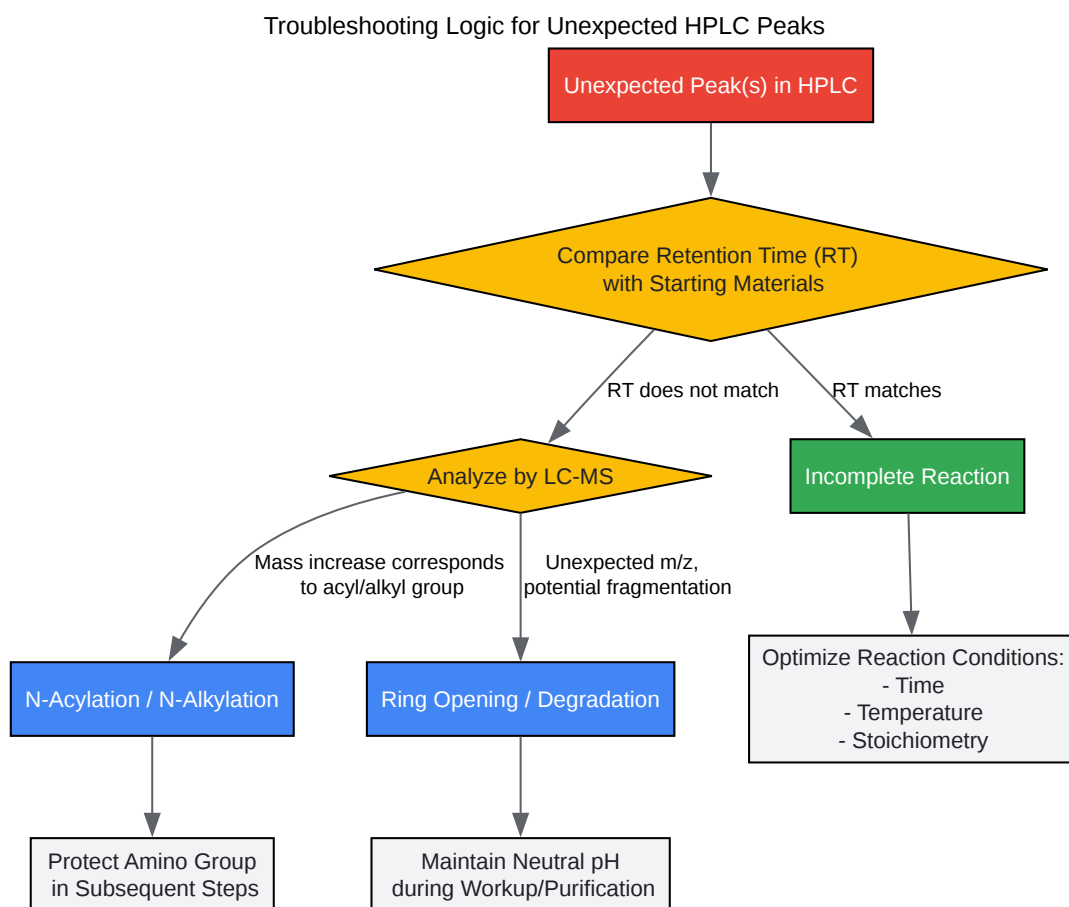 Troubleshooting Logic for Unexpected HPLC Peaks
Unexpected Peak(s) in HPLC
Compare Retention Time (RT)
with Starting Materials
RT does not match
RT matches
Analyze by LC-MS
Incomplete Reaction
Mass increase corresponds
to acyl/alkyl group
Unexpected m/z,
potential fragmentation
N-Acylation / N-Alkylation
Ring Opening / Degradation
Optimize Reaction Conditions:
- Time
- Temperature
- Stoichiometry
Protect Amino Group
in Subsequent Steps
Maintain Neutral pH
during Workup/Purification